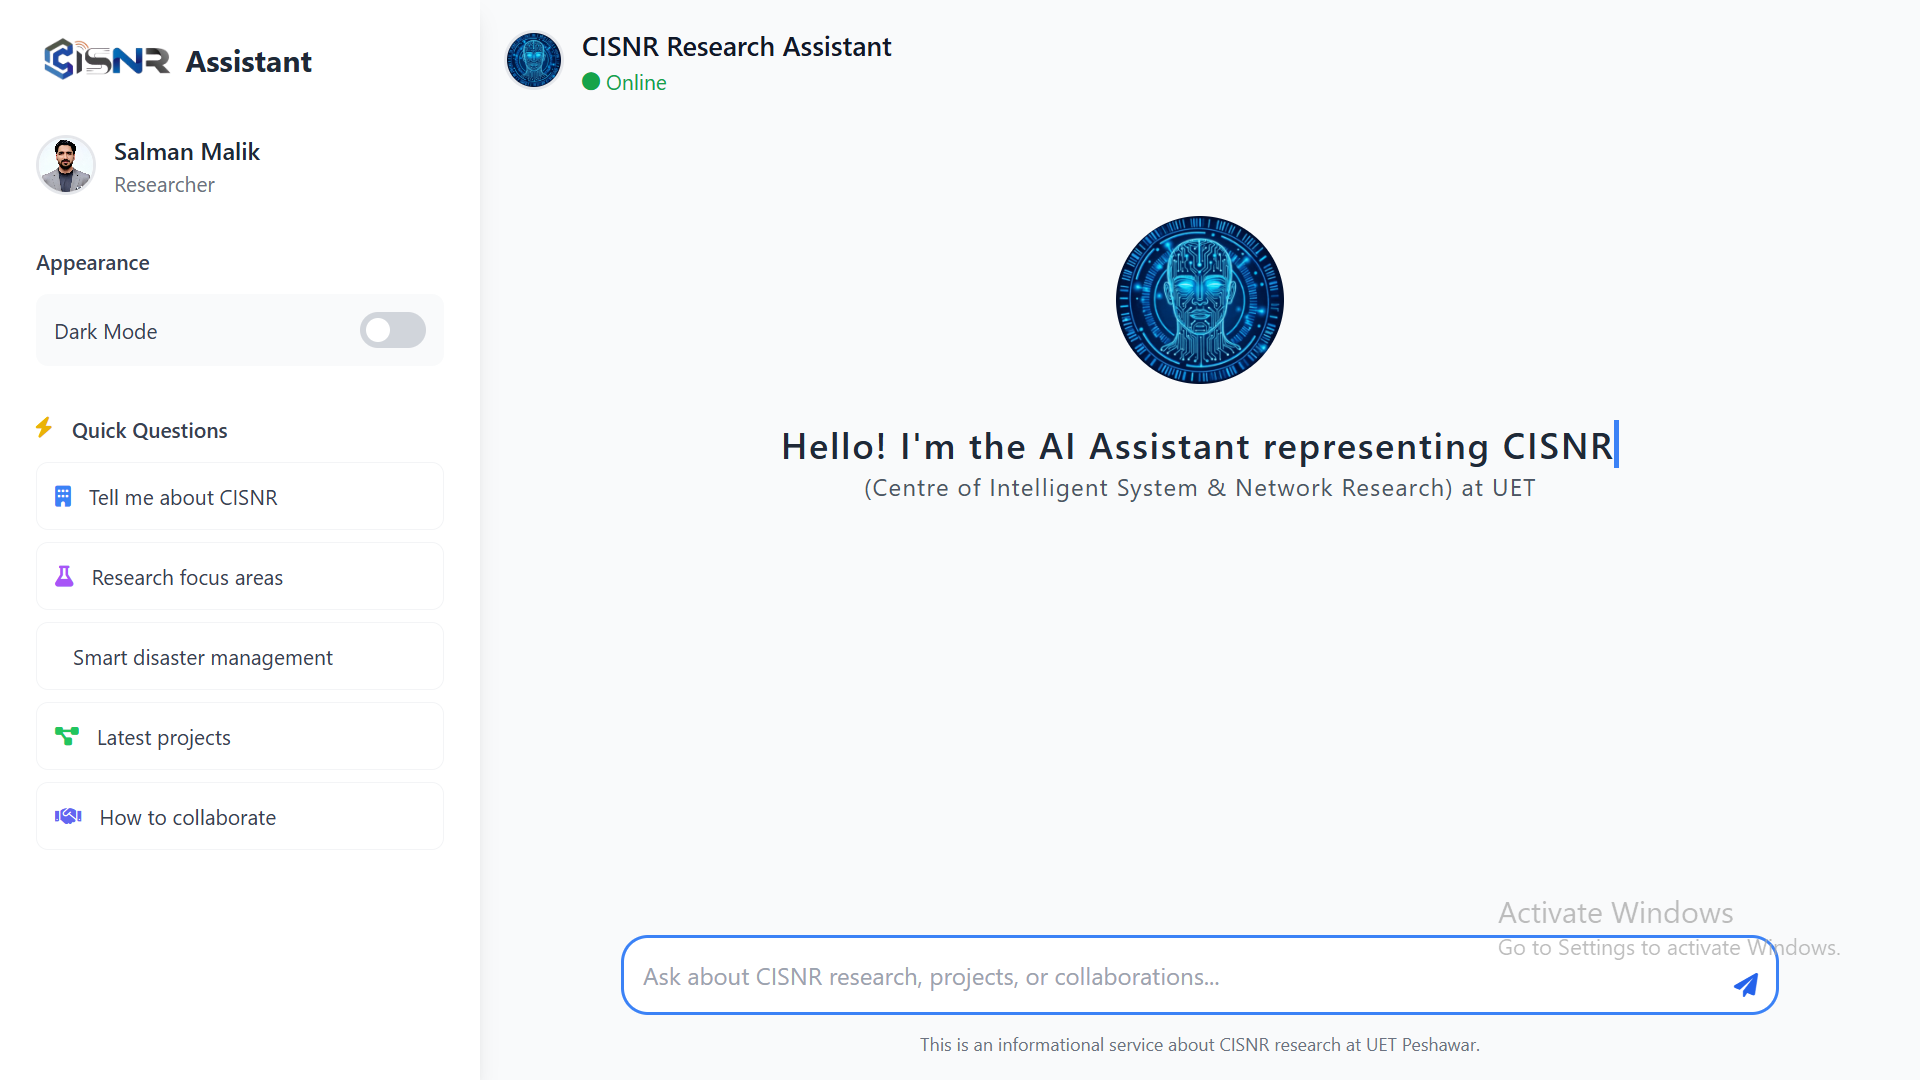 CISNR Assistant
Salman Malik
Researcher
Appearance
Dark Mode
Quick Questions
Tell me about CISNR
Research focus areas
Smart disaster management
Latest projects
How to collaborate
CISNR Research Assistant
Online
Hello! I'm the AI Assistant representing CISNR
(Centre of Intelligent System & Network Research) at UET
Activate Windows
Go to Settings to activate Windows.
Ask about CISNR research, projects, or collaborations...
This is an informational service about CISNR research at UET Peshawar.